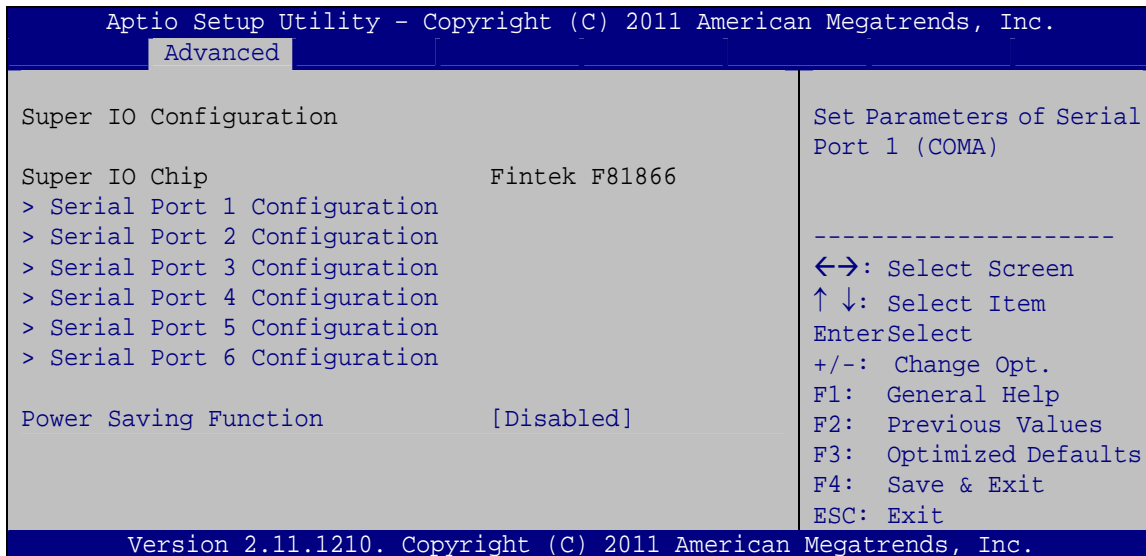 Aptio Setup Utility – Copyright (C) 2011 American Megatrends, Inc.
Advanced
Super IO Configuration
Super IO Chip Fintek F81866
> Serial Port 1 Configuration
> Serial Port 2 Configuration
> Serial Port 3 Configuration
> Serial Port 4 Configuration
> Serial Port 5 Configuration
> Serial Port 6 Configuration
Power Saving Function [Disabled]
Set Parameters of Serial
Port 1 (COMA)
---------------------
←→: Select Screen
↑ ↓: Select Item
EnterSelect
+/-: Change Opt.
F1: General Help
F2: Previous Values
F3: Optimized Defaults
F4: Save & Exit
ESC: Exit
Version 2.11.1210. Copyright (C) 2011 American Megatrends, Inc.